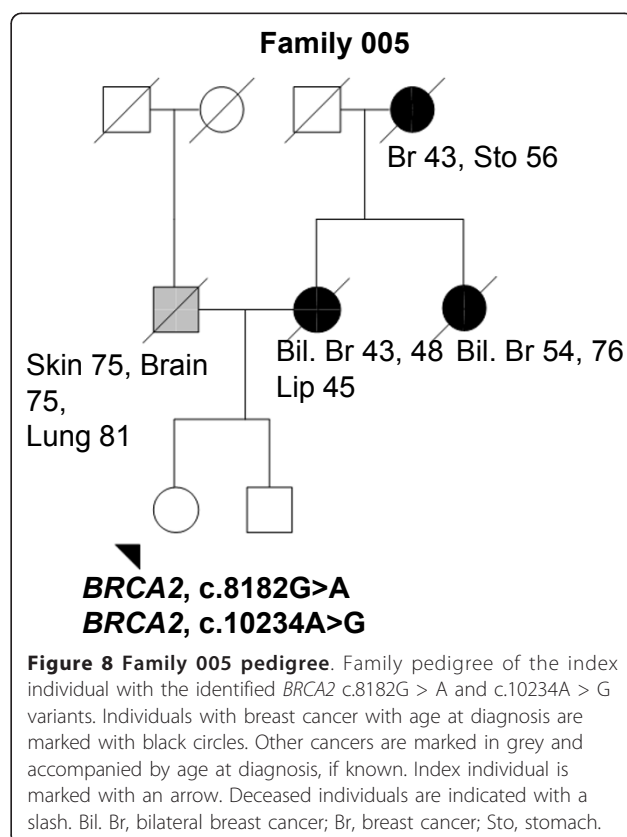 Family 005
Br 43, Sto 56
Skin 75, Brain
75,
Lung 81
Bil. Br 43, 48
Lip 45
Bil. Br 54, 76
BRCA2, c.8182G>A
BRCA2, c.10234A>G
Figure 8 Family 005 pedigree. Family pedigree of the index
individual with the identified BRCA2 c.8182G > A and c.10234A > G
variants. Individuals with breast cancer with age at diagnosis are
marked with black circles. Other cancers are marked in grey and
accompanied by age at diagnosis, if known. Index individual is
marked with an arrow. Deceased individuals are indicated with a
slash. Bil. Br, bilateral breast cancer; Br, breast cancer; Sto, stomach.